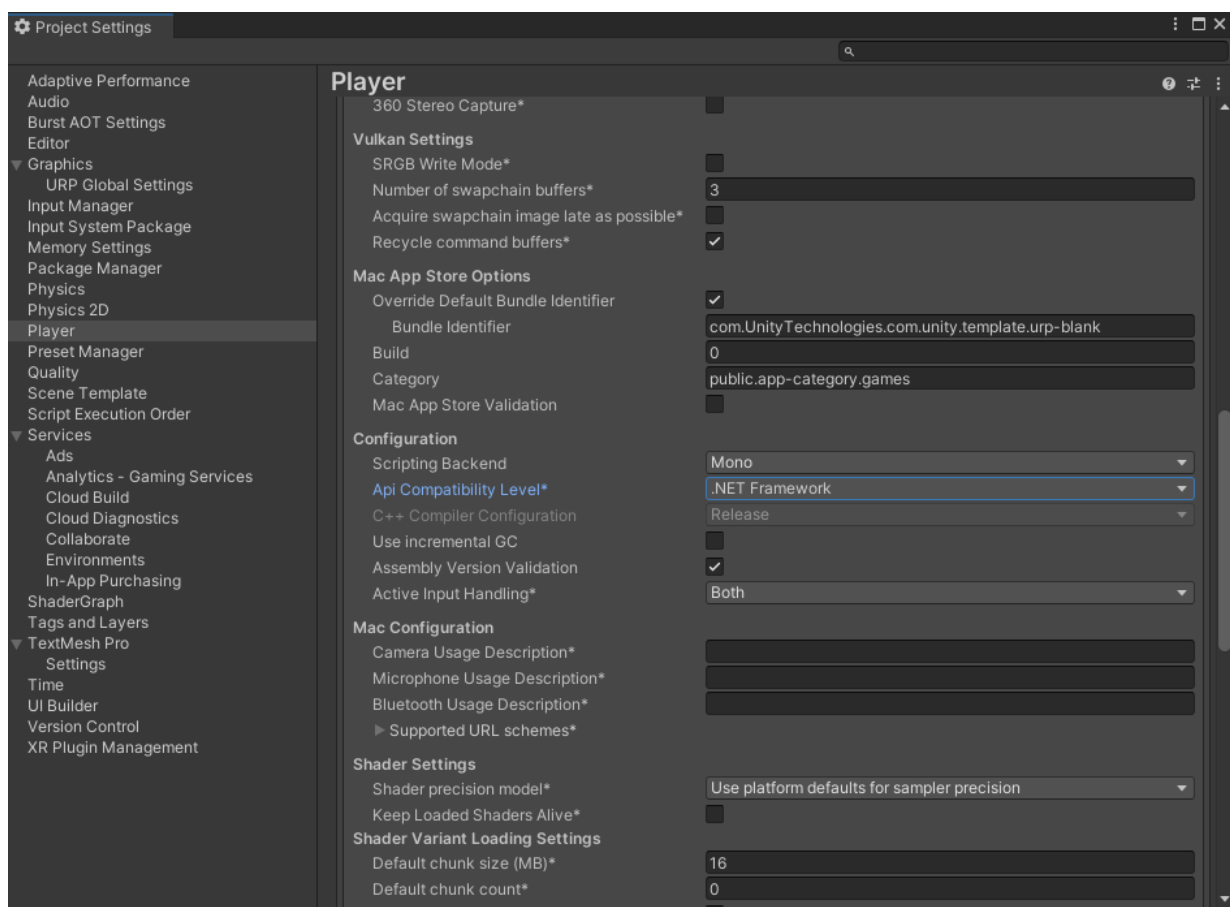 Project Settings
Adaptive Performance
Audio
Burst AOT Settings
Editor
Graphics
URP Global Settings
Input Manager
Input System Package
Memory Settings
Package Manager
Physics
Physics 2D
Player
Preset Manager
Quality
Scene Template
Script Execution Order
Services
Ads
Analytics - Gaming Services
Cloud Build
Cloud Diagnostics
Collaborate
Environments
In-App Purchasing
ShaderGraph
Tags and Layers
TextMesh Pro
Settings
Time
UI Builder
Version Control
XR Plugin Management
Player
360 Stereo Capture*
Vulkan Settings
SRGB Write Mode*
Number of swapchain buffers* 3
Acquire swapchain image late as possible*
Recycle command buffers*
Mac App Store Options
Override Default Bundle Identifier
Bundle Identifier com.UnityTechnologies.com.unity.template.urp-blank
Build 0
Category public.app-category.games
Mac App Store Validation
Configuration
Scripting Backend Mono
Api Compatibility Level* .NET Framework
C++ Compiler Configuration Release
Use incremental GC
Assembly Version Validation
Active Input Handling* Both
Mac Configuration
Camera Usage Description*
Microphone Usage Description*
Bluetooth Usage Description*
Supported URL schemes*
Shader Settings
Shader precision model* Use platform defaults for sampler precision
Keep Loaded Shaders Alive*
Shader Variant Loading Settings
Default chunk size (MB)* 16
Default chunk count* 0